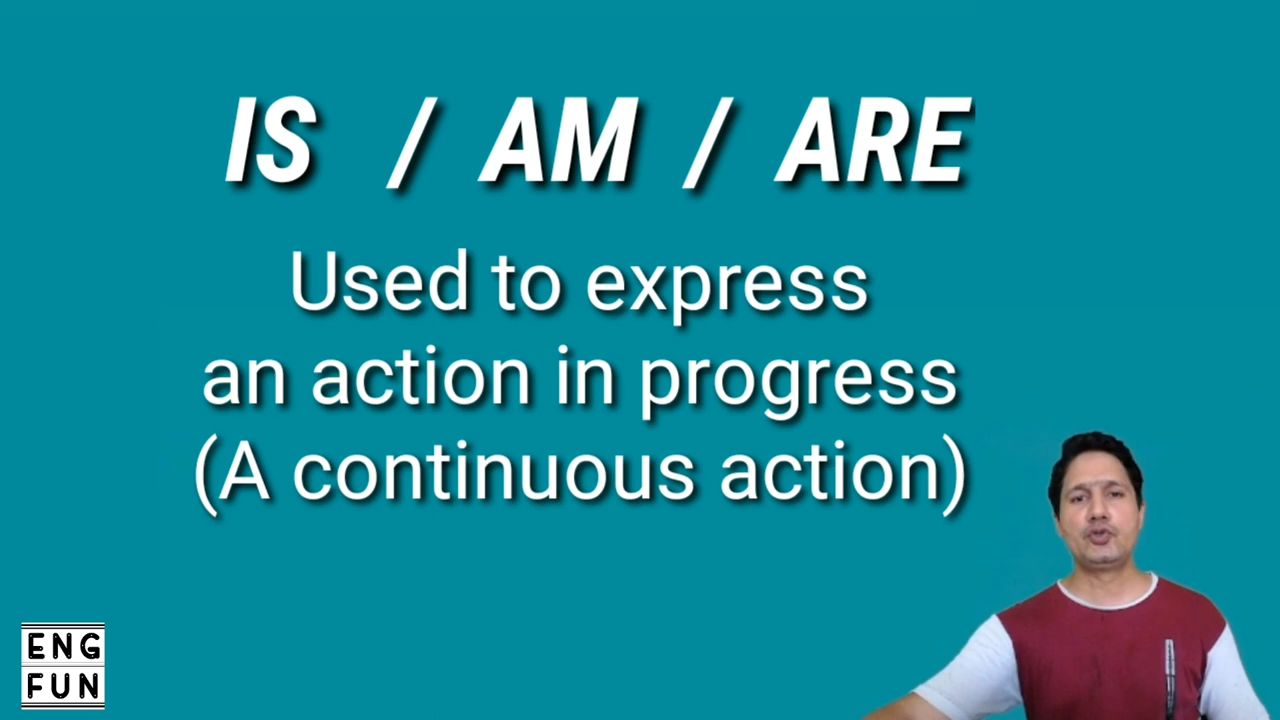 IS / AM / ARE
Used to express
an action in progress
(A continuous action)
ENG
FUN